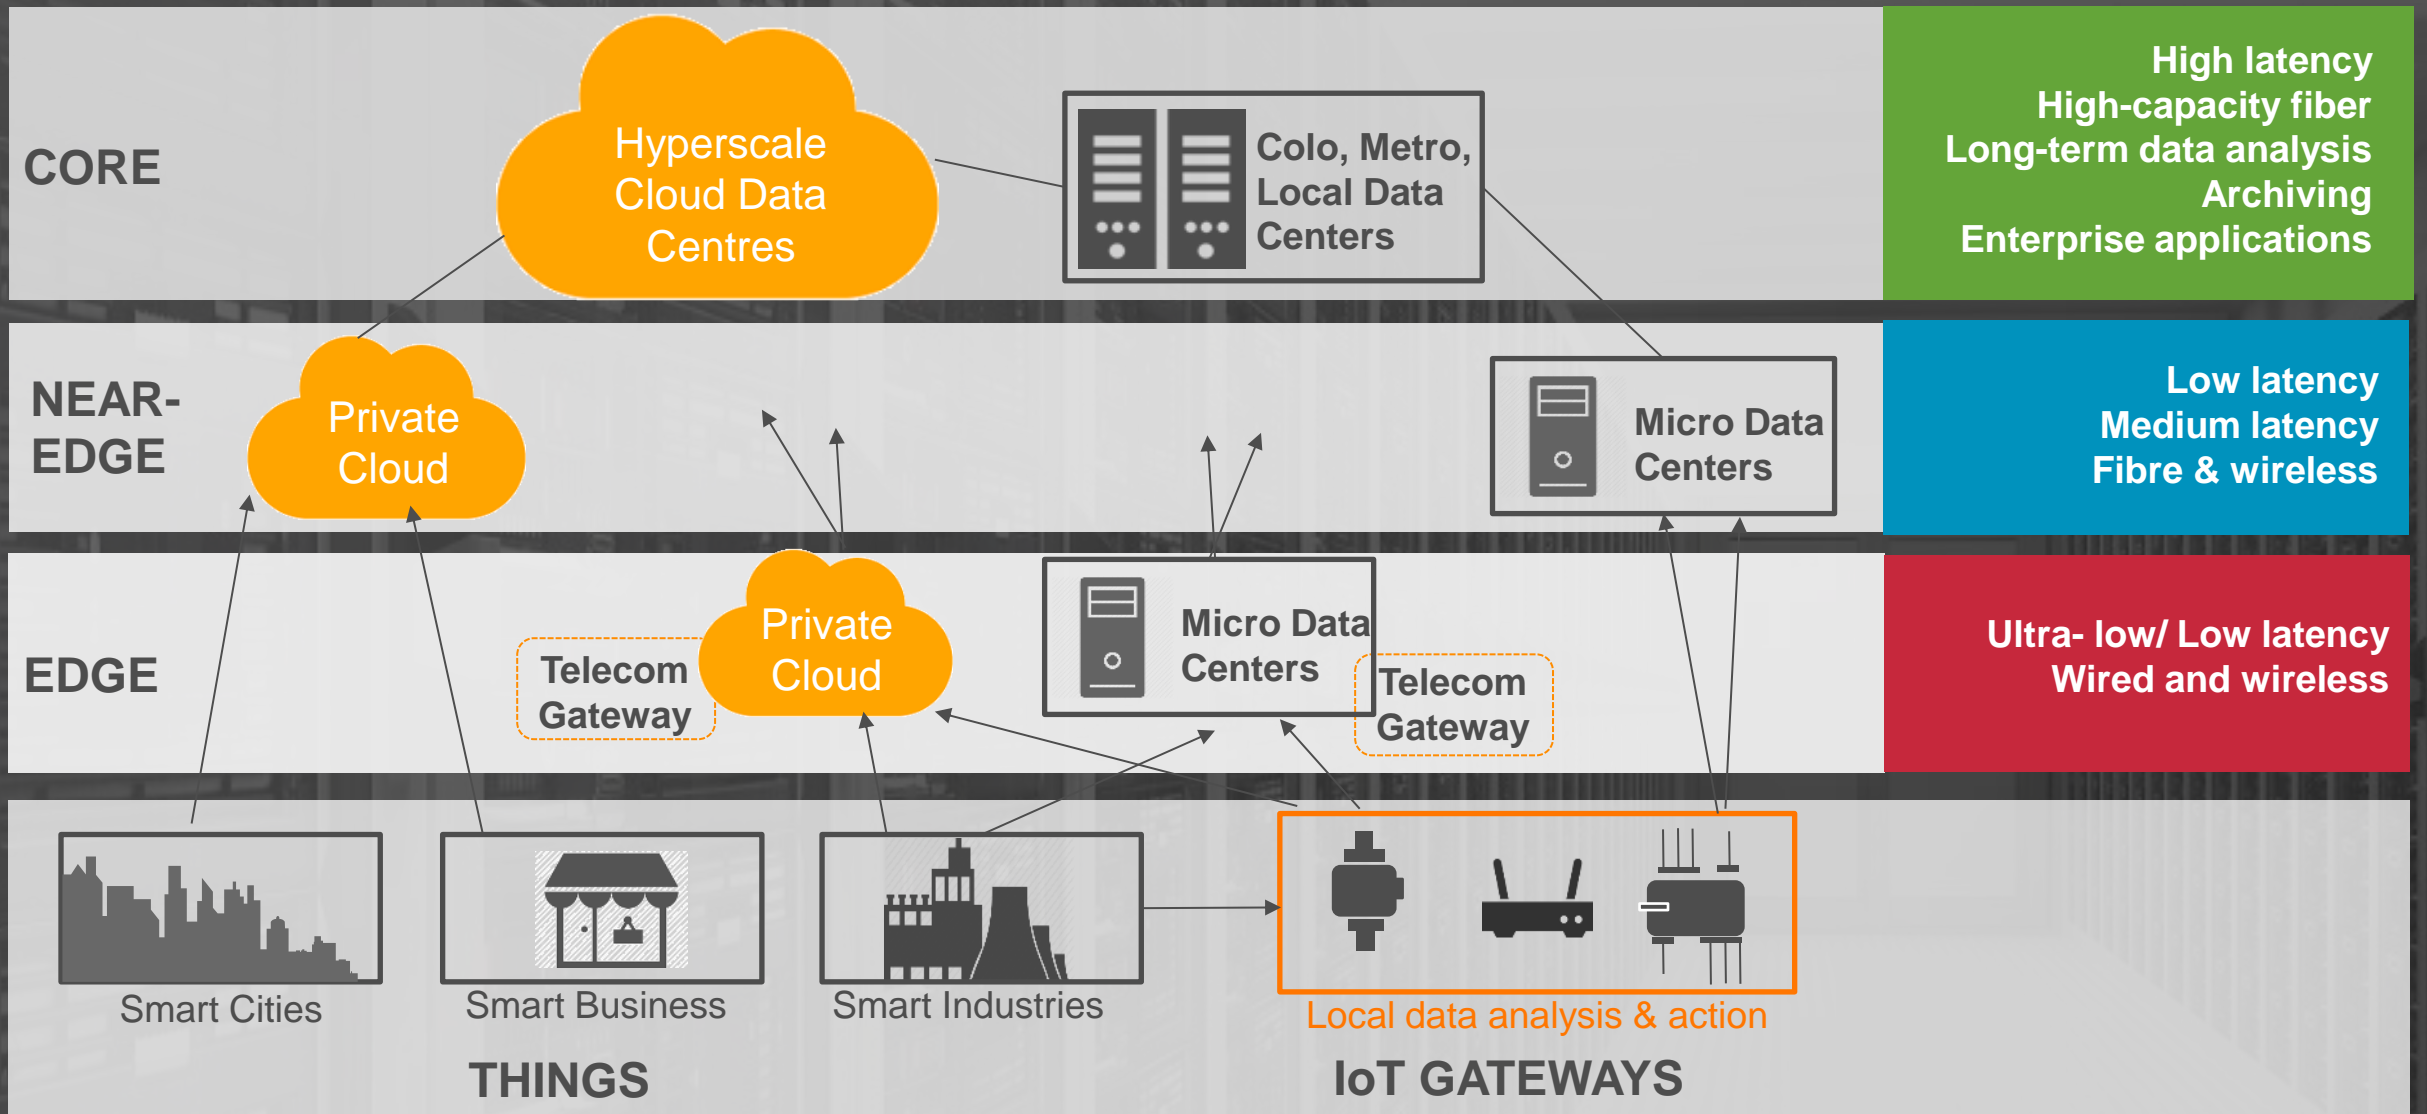 CORE
Hyperscale
Cloud Data
Centres
Colo, Metro,
Local Data
Centers
High latency
High-capacity fiber
Long-term data analysis
Archiving
Enterprise applications
NEAR-
EDGE
Private
Cloud
Micro Data
Centers
Low latency
Medium latency
Fibre & wireless
EDGE
Telecom
Gateway
Private
Cloud
Micro Data
Centers
Telecom
Gateway
Ultra- low/ Low latency
Wired and wireless
Smart Cities
Smart Business
Smart Industries
Local data analysis & action
THINGS
IoT GATEWAYS